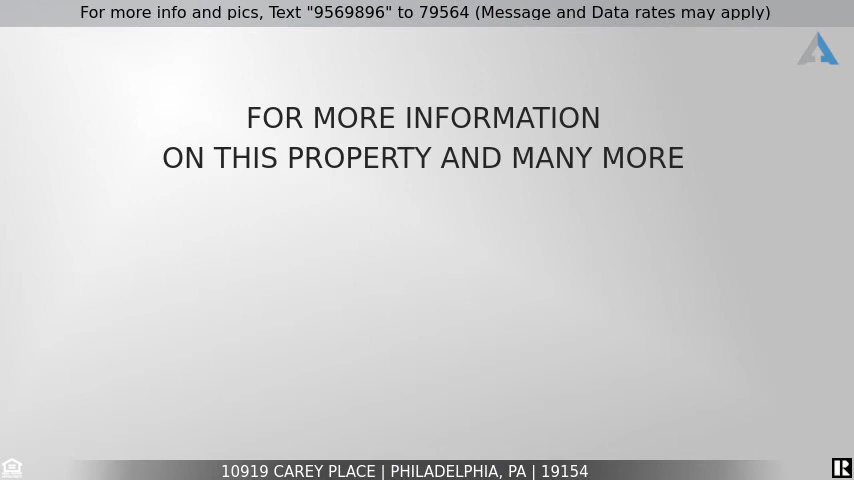 For more info and pics, Text "9569896" to 79564 (Message and Data rates may apply)
FOR MORE INFORMATION
ON THIS PROPERTY AND MANY MORE
10919 CAREY PLACE | PHILADELPHIA, PA | 19154